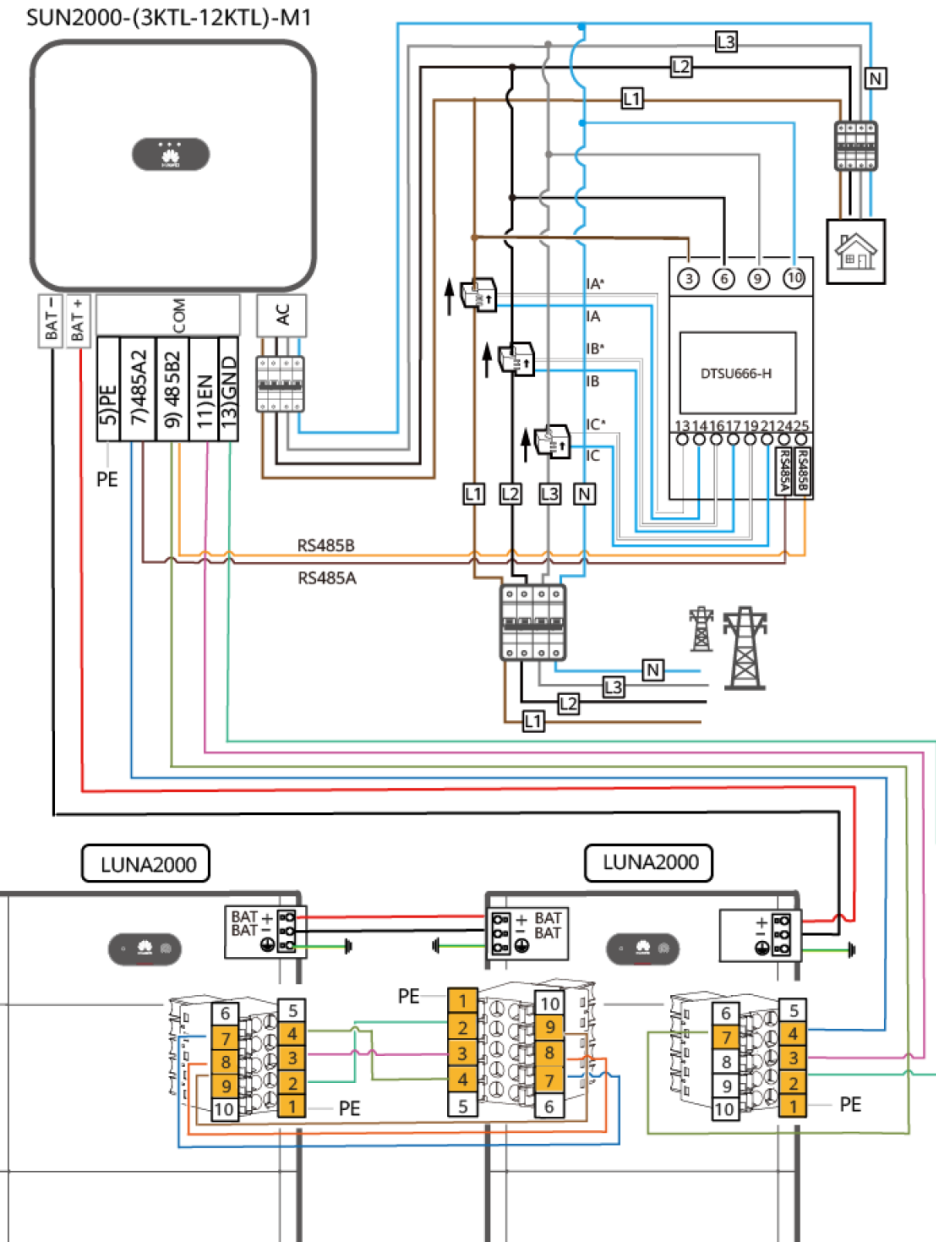 SUN2000-(3KTL-12KTL)-M1
L3
L2
N
L1
BAT −
BAT +
COM
AC
5)PE
7)485A2
9) 485B2
11)EN
13)GND
PE
3
6
9
10
IA*
IA
IB*
IB
IC*
IC
DTSU666-H
13 14 16 17 19 21 24 25
RS485A
RS485B
L1
L2
L3
N
RS485B
RS485A
N
L3
L2
L1
LUNA2000
LUNA2000
BAT +
BAT −
+ BAT
− BAT
+
−
PE
6
7
8
9
10
5
4
3
2
1
PE
1
2
3
4
5
10
9
8
7
6
6
7
8
9
10
5
4
3
2
1
PE